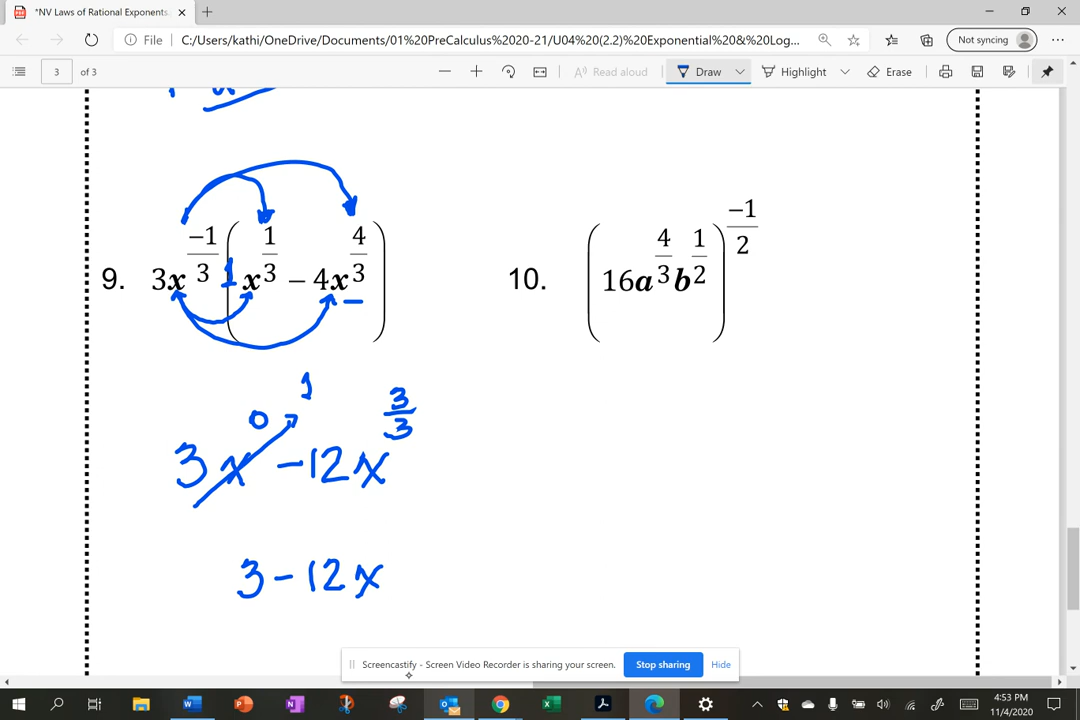 *NV Laws of Rational Exponents.
File C:/Users/kathi/OneDrive/Documents/01%20PreCalculus%2020-21/U04%20(2.2)%20Exponential%20&%20Log... Not syncing
3 of 3 Read aloud Draw Highlight Erase
9. 3x^(-1/3) (1x^(1/3) – 4x^(4/3))
10. (16a^(4/3)b^(1/2))^(-1/2)
3x^0 -12x^(3/3)
1
3 - 12x
Screencastify - Screen Video Recorder is sharing your screen. Stop sharing Hide
4:53 PM
11/4/2020